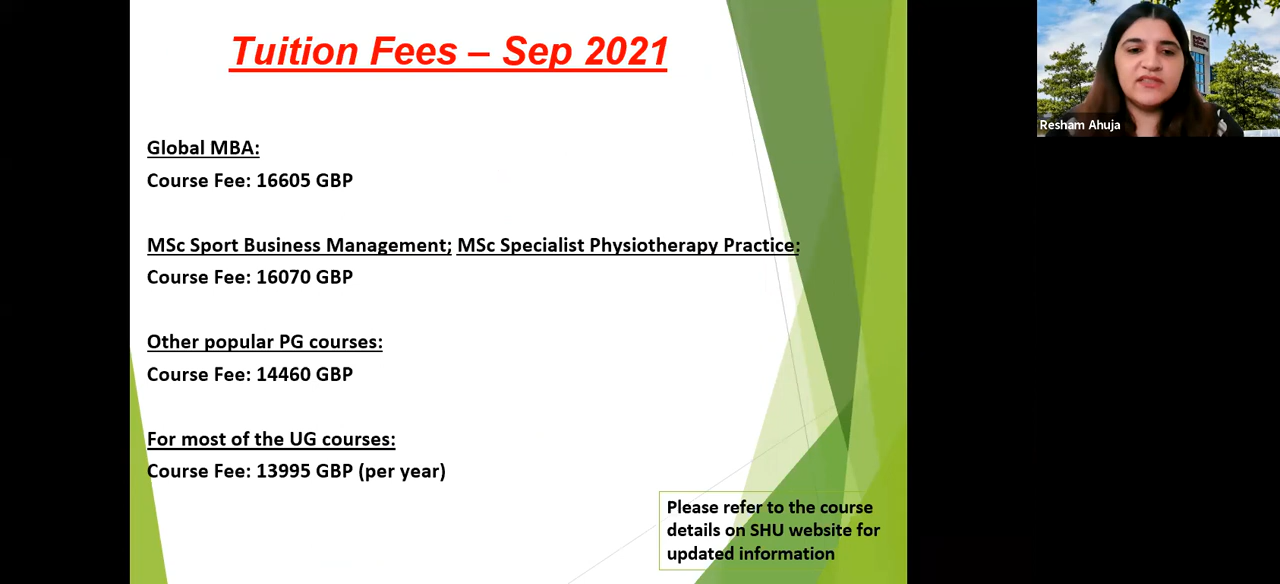 Tuition Fees – Sep 2021
Global MBA:
Course Fee: 16605 GBP
MSc Sport Business Management; MSc Specialist Physiotherapy Practice:
Course Fee: 16070 GBP
Other popular PG courses:
Course Fee: 14460 GBP
For most of the UG courses:
Course Fee: 13995 GBP (per year)
Please refer to the course
details on SHU website for
updated information
Resham Ahuja